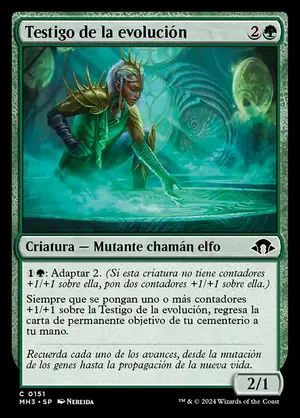 Testigo de la evolución 2
Criatura — Mutante chamán elfo
1: Adaptar 2. (Si esta criatura no tiene contadores
+1/+1 sobre ella, pon dos contadores +1/+1 sobre ella.)
Siempre que se pongan uno o más contadores
+1/+1 sobre la Testigo de la evolución, regresa la
carta de permanente objetivo de tu cementerio a
tu mano.
Recuerda cada uno de los avances, desde la mutación
de los genes hasta la propagación de la nueva vida.
2/1
C 0151
MH3 • SP NEREIDA
™ & © 2024 Wizards of the Coast